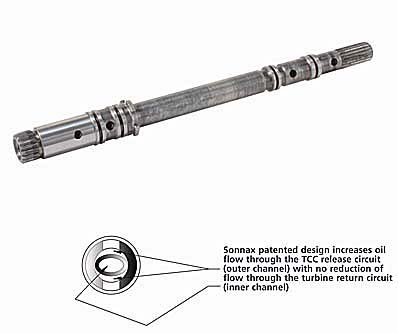 Sonnax patented design increases oil
flow through the TCC release circuit
(outer channel) with no reduction of
flow through the turbine return circuit
(inner channel)